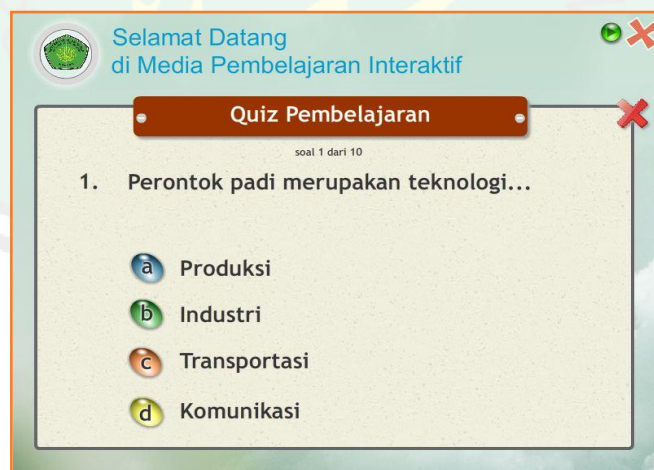 Selamat Datang
di Media Pembelajaran Interaktif
Quiz Pembelajaran
soal 1 dari 10
1. Perontok padi merupakan teknologi...
a Produksi
b Industri
c Transportasi
d Komunikasi